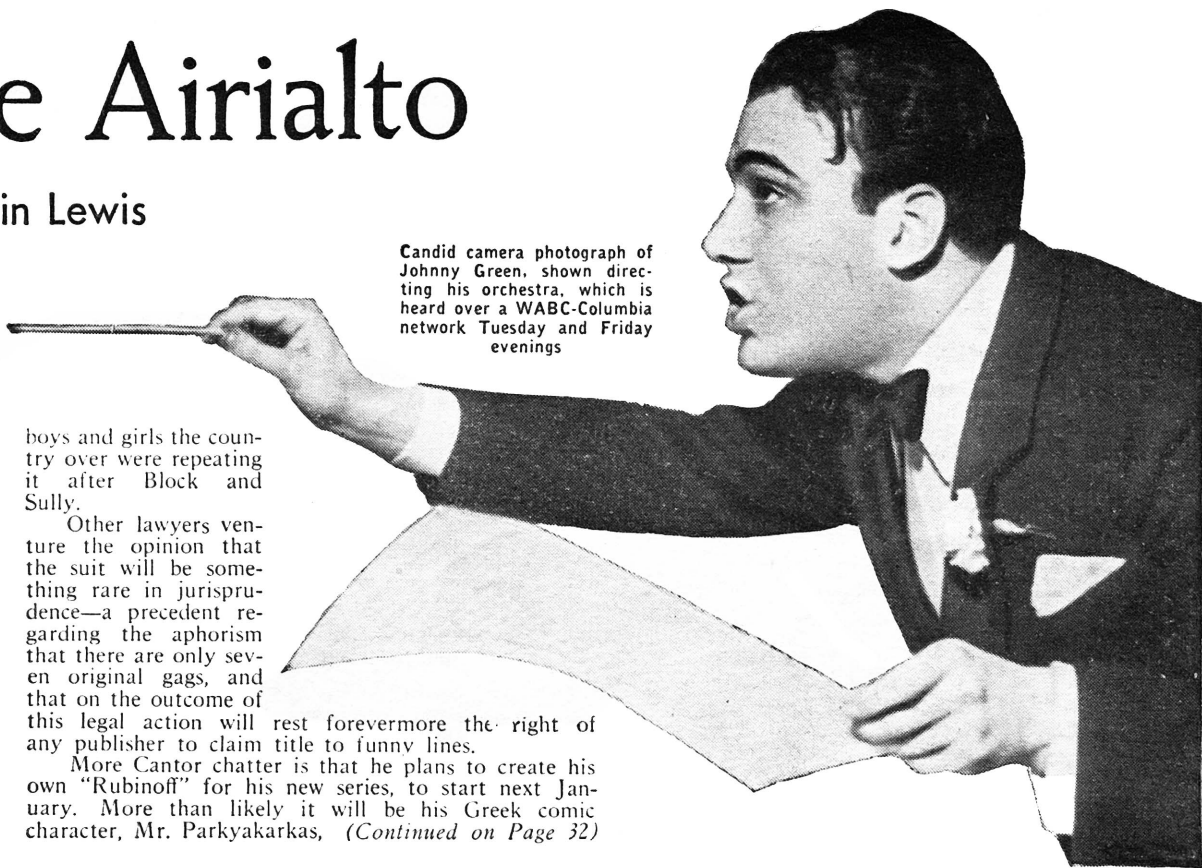 e Airialto
in Lewis
Candid camera photograph of
Johnny Green, shown direc-
ting his orchestra, which is
heard over a WABC-Columbia
network Tuesday and Friday
evenings
boys and girls the coun-
try over were repeating
it after Block and
Sully.
Other lawyers ven-
ture the opinion that
the suit will be some-
thing rare in jurispru-
dence—a precedent re-
garding the aphorism
that there are only sev-
en original gags, and
that on the outcome of
this legal action will rest forevermore the right of
any publisher to claim title to funny lines.
More Cantor chatter is that he plans to create his
own “Rubinoff” for his new series, to start next Jan-
uary. More than likely it will be his Greek comic
character, Mr. Parkyakarkas, (Continued on Page 32)